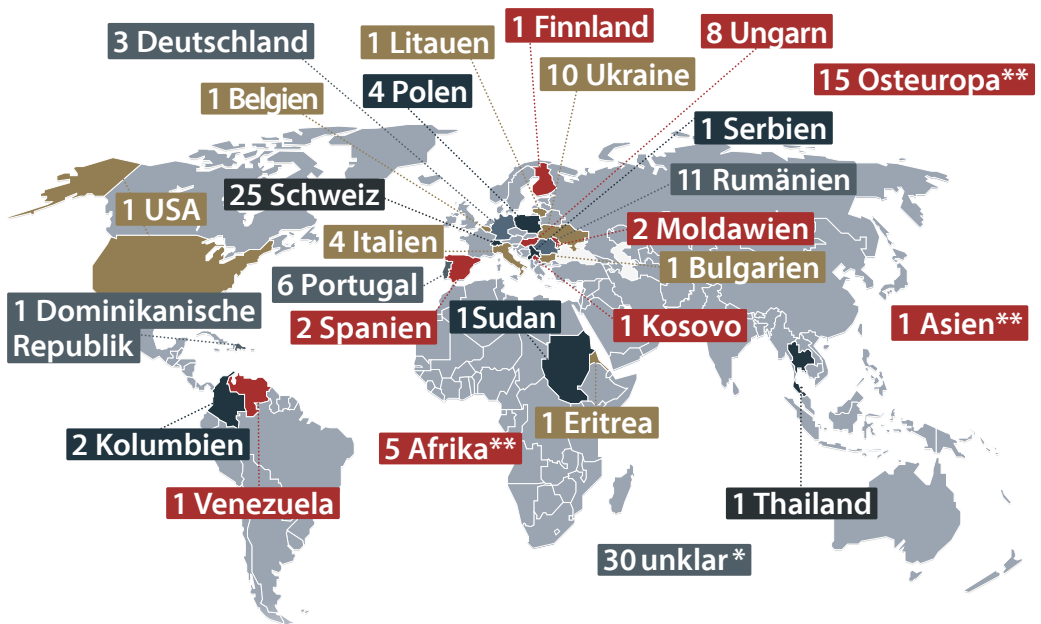 1 Finnland
8 Ungarn
3 Deutschland
1 Litauen
10 Ukraine
15 Osteuropa**
1 Belgien
4 Polen
1 Serbien
11 Rumänien
25 Schweiz
1 USA
4 Italien
2 Moldawien
1 Bulgarien
6 Portugal
1 Dominikanische
Republik
2 Spanien
1Sudan
1 Kosovo
1 Asien**
1 Eritrea
2 Kolumbien
5 Afrika**
1 Venezuela
1 Thailand
30 unklar*